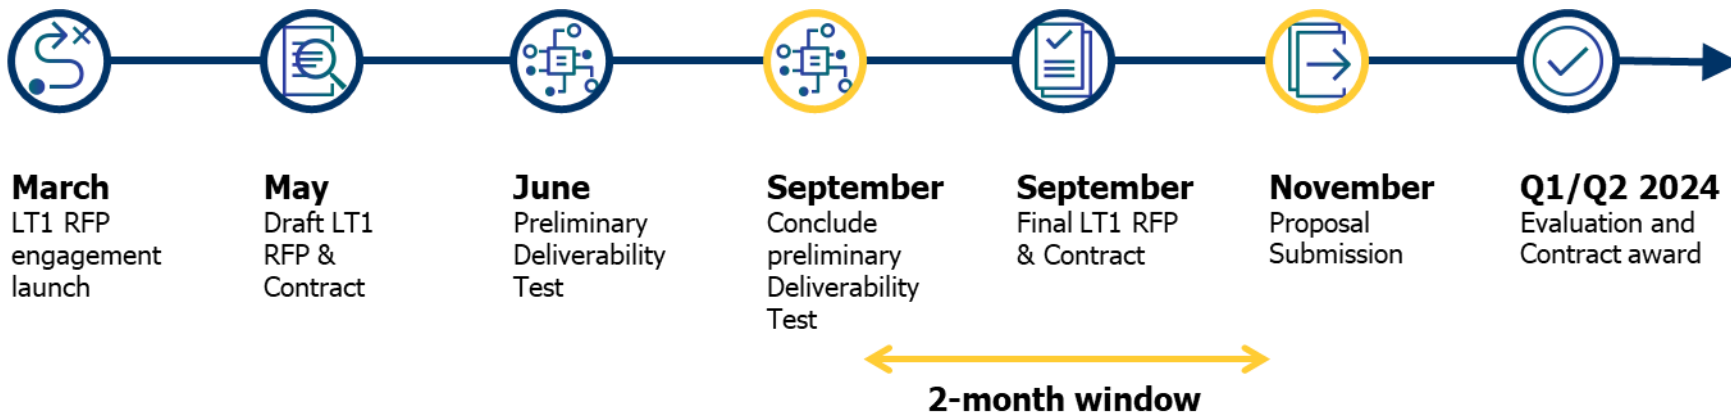 March
LT1 RFP
engagement
launch
May
Draft LT1
RFP &
Contract
June
Preliminary
Deliverability
Test
September
Conclude
preliminary
Deliverability
Test
September
Final LT1 RFP
& Contract
November
Proposal
Submission
Q1/Q2 2024
Evaluation and
Contract award
2-month window